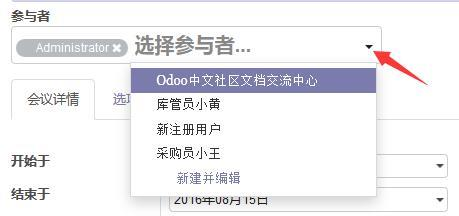 参与者
Administrator ✖ 选择参与者...
Odoo中文社区文档交流中心
会议详情
库管员小黄
新注册用户
采购员小王
开始于
新建并编辑
结束于
2016年08月15日